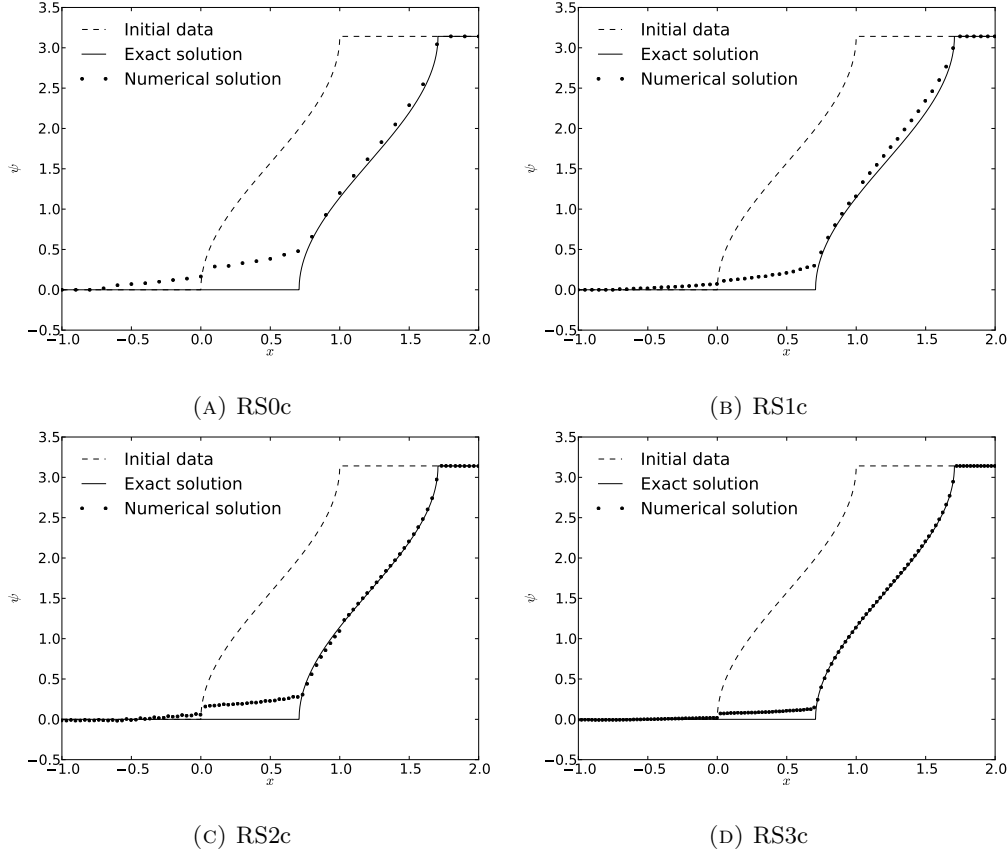 3.5
3.0
2.5
2.0
1.5
1.0
0.5
0.0
−0.5
ψ
Initial data
Exact solution
Numerical solution
−1.0 −0.5 0.0 0.5 1.0 1.5 2.0
x
(A) RS0c
3.5
3.0
2.5
2.0
1.5
1.0
0.5
0.0
−0.5
ψ
Initial data
Exact solution
Numerical solution
−1.0 −0.5 0.0 0.5 1.0 1.5 2.0
x
(B) RS1c
3.5
3.0
2.5
2.0
1.5
1.0
0.5
0.0
−0.5
ψ
Initial data
Exact solution
Numerical solution
−1.0 −0.5 0.0 0.5 1.0 1.5 2.0
x
(C) RS2c
3.5
3.0
2.5
2.0
1.5
1.0
0.5
0.0
−0.5
ψ
Initial data
Exact solution
Numerical solution
−1.0 −0.5 0.0 0.5 1.0 1.5 2.0
x
(D) RS3c